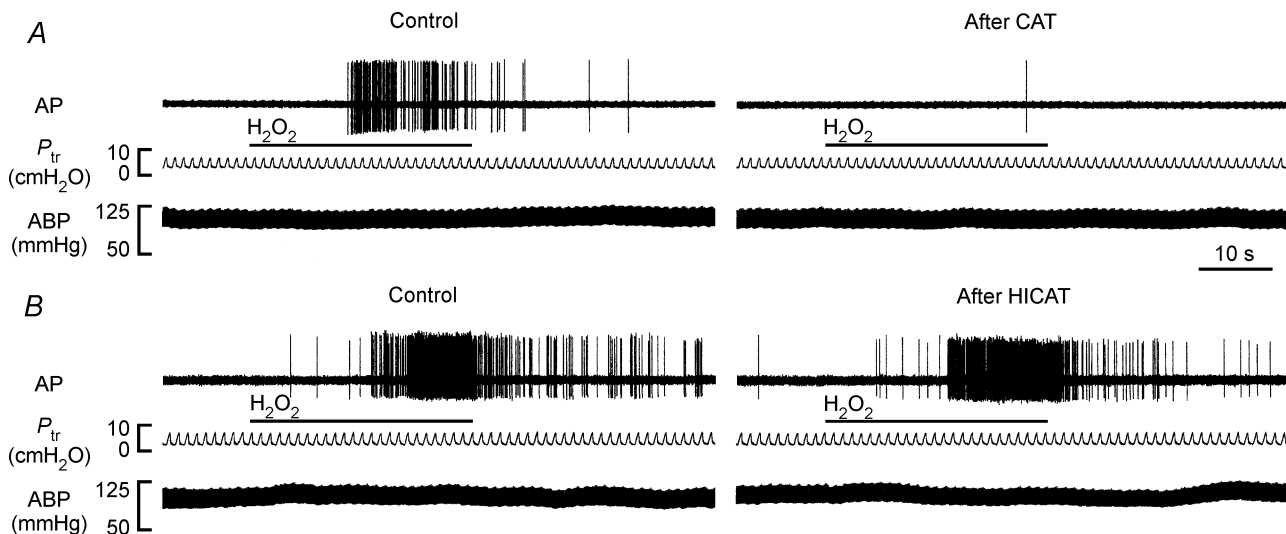 A
Control
After CAT
AP
H₂O₂
H₂O₂
Ptr
(cmH₂O)
10
0
ABP
(mmHg)
125
50
10 s
B
Control
After HICAT
AP
H₂O₂
H₂O₂
Ptr
(cmH₂O)
10
0
ABP
(mmHg)
125
50